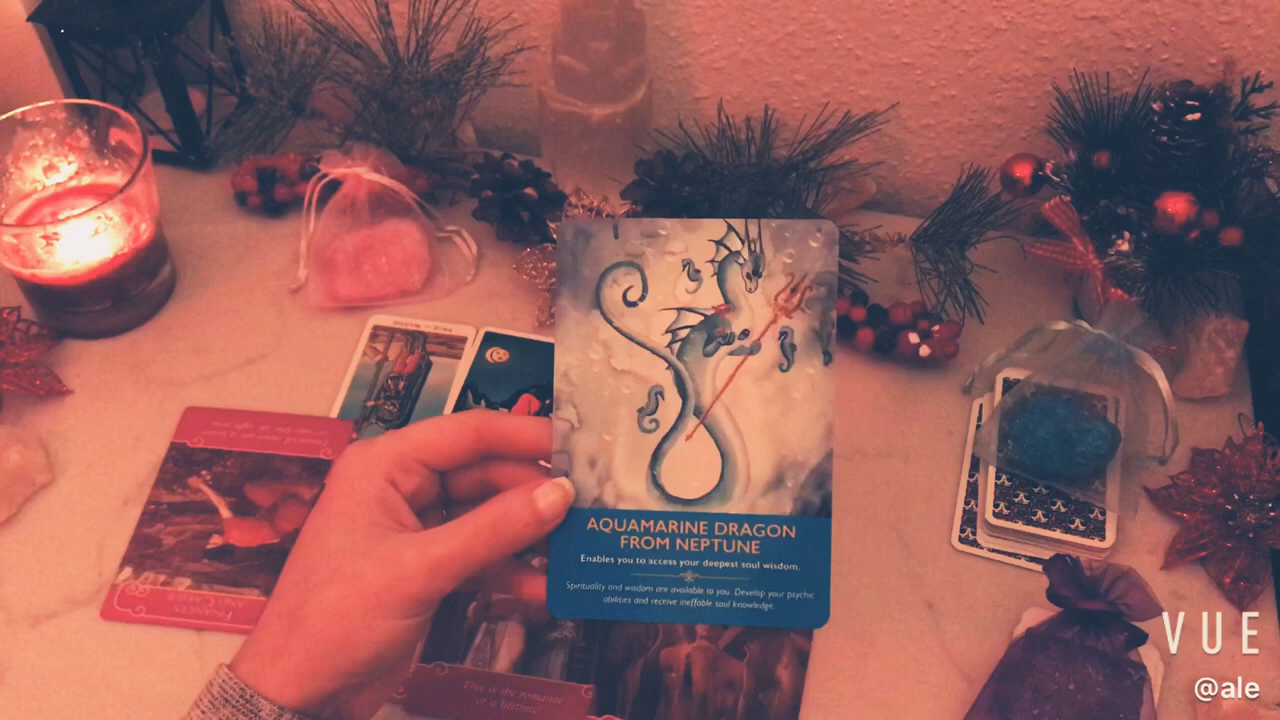 AQUAMARINE DRAGON
FROM NEPTUNE
Enables you to access your deepest soul wisdom.
Spirituality and wisdom are available to you. Develop your psychic
abilities and receive ineffable soul knowledge.
This is the romance
of a lifetime!
VUE
@ale